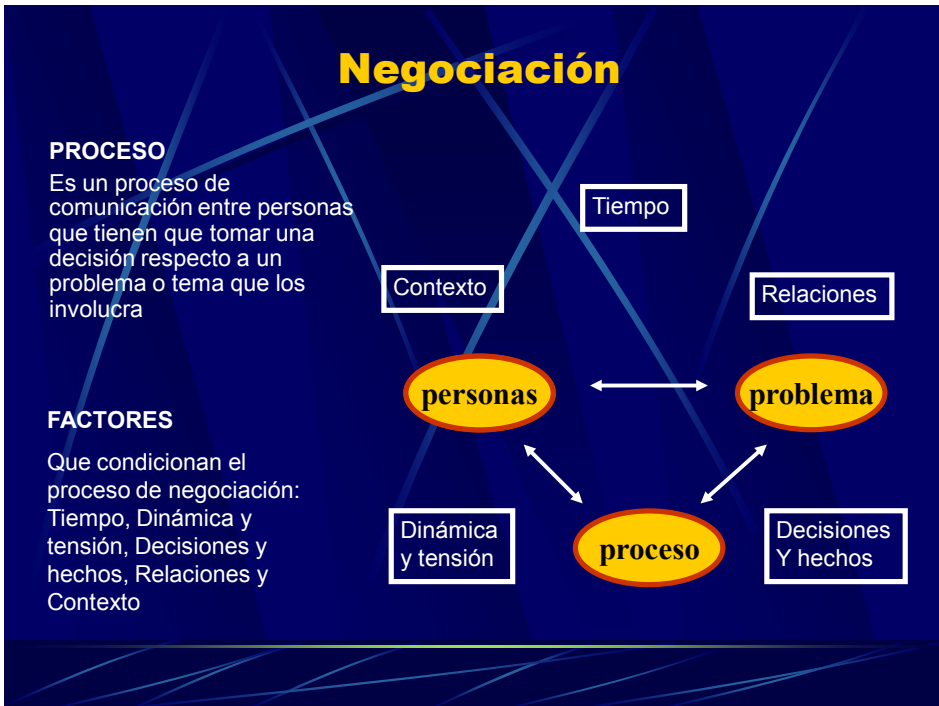 Negociación
PROCESO
Es un proceso de
comunicación entre personas
que tienen que tomar una
decisión respecto a un
problema o tema que los
involucra
FACTORES
Que condicionan el
proceso de negociación:
Tiempo, Dinámica y
tensión, Decisiones y
hechos, Relaciones y
Contexto
Tiempo
Contexto
Relaciones
personas
problema
Dinámica
y tensión
proceso
Decisiones
Y hechos